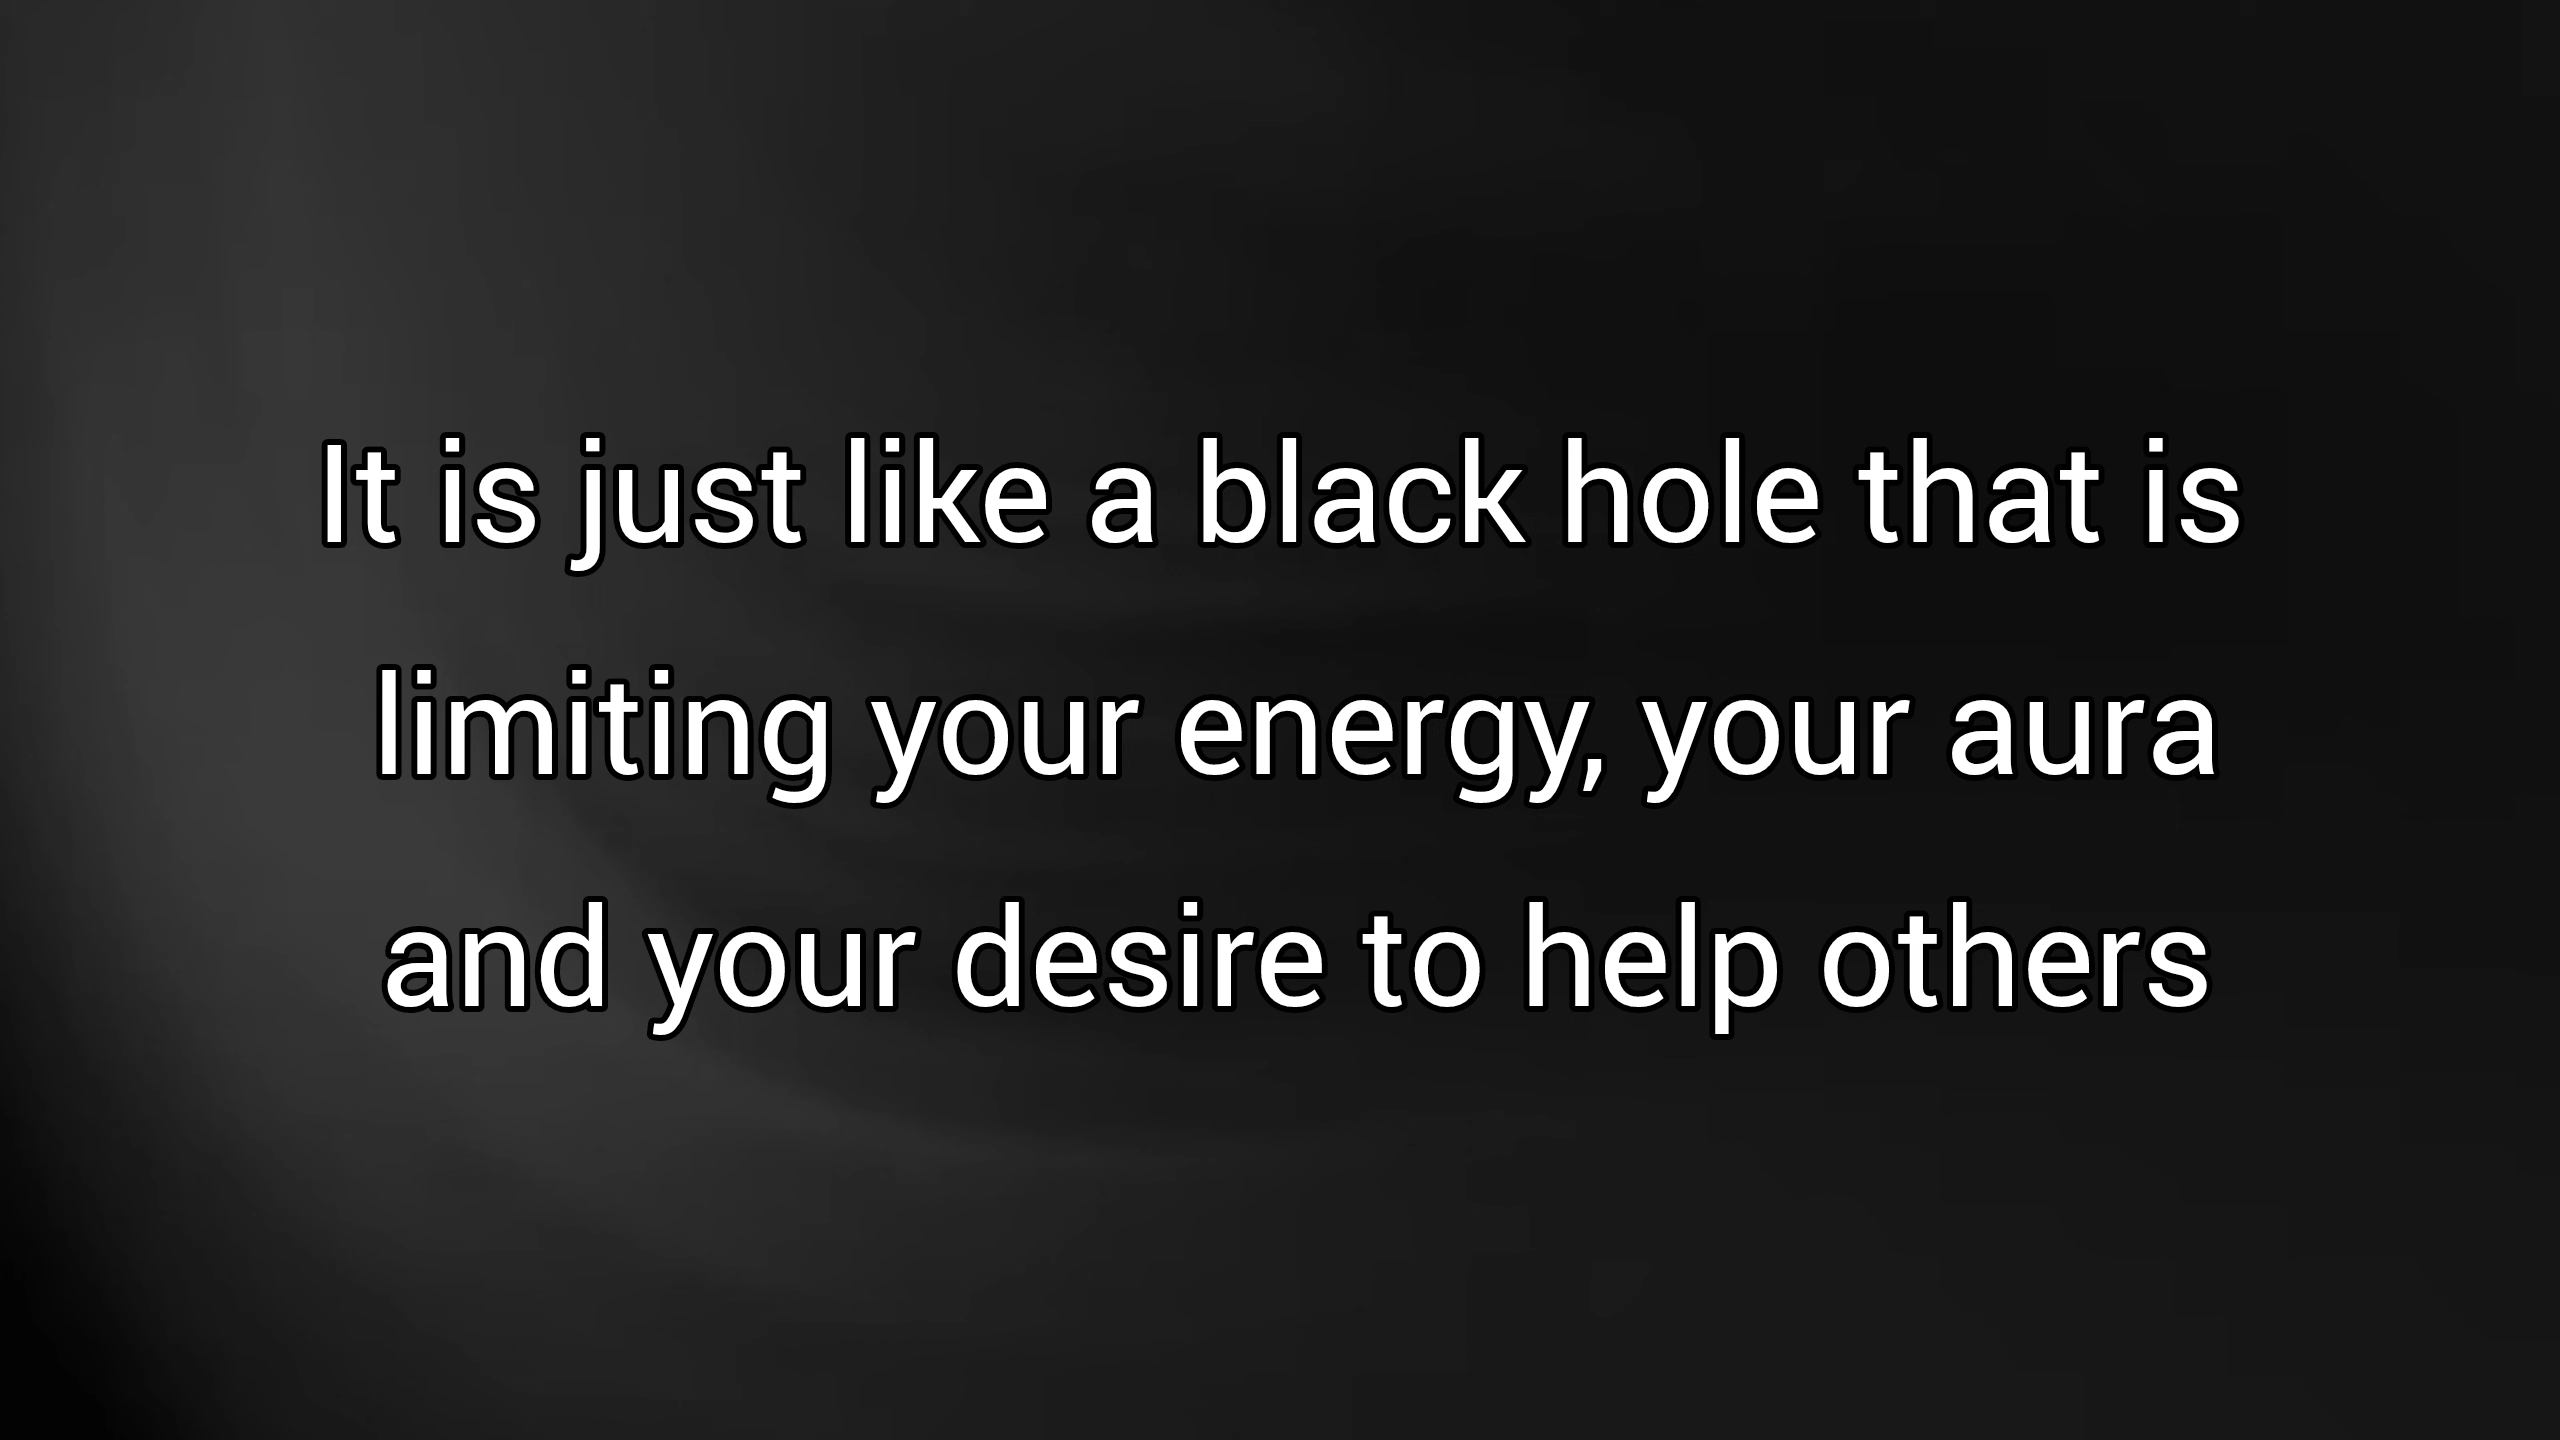 It is just like a black hole that is
limiting your energy, your aura
and your desire to help others